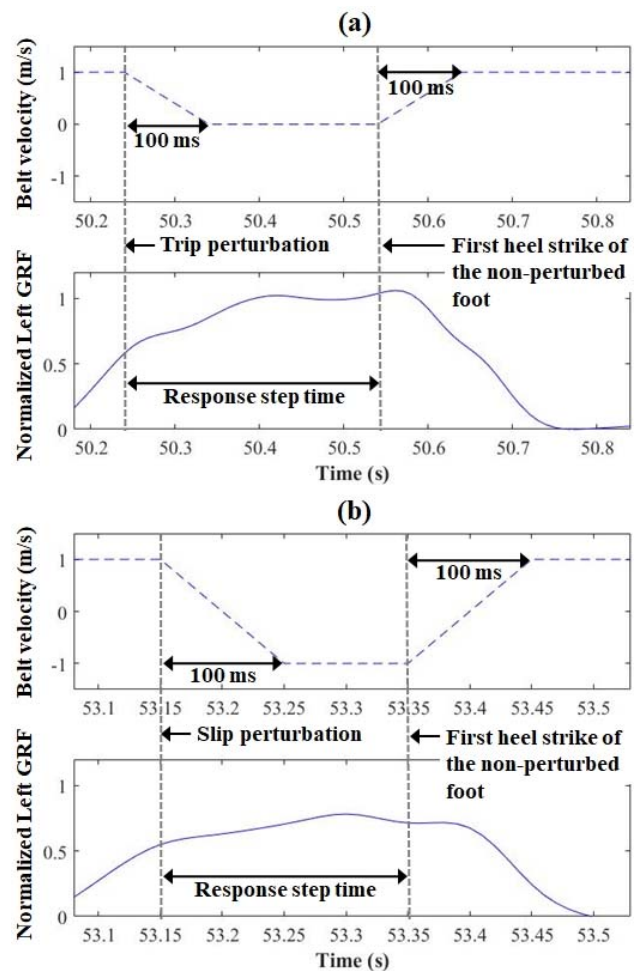 (a)
Belt velocity (m/s)
1
0
-1
100 ms
100 ms
50.2 50.3 50.4 50.5 50.6 50.7 50.8
Trip perturbation
First heel strike of
the non-perturbed
foot
Normalized Left GRF
1
0.5
0
Response step time
50.2 50.3 50.4 50.5 50.6 50.7 50.8
Time (s)
(b)
Belt velocity (m/s)
1
0
-1
100 ms
100 ms
53.1 53.15 53.2 53.25 53.3 53.35 53.4 53.45 53.5
Slip perturbation
First heel strike of
the non-perturbed
foot
Normalized Left GRF
1
0.5
0
Response step time
53.1 53.15 53.2 53.25 53.3 53.35 53.4 53.45 53.5
Time (s)